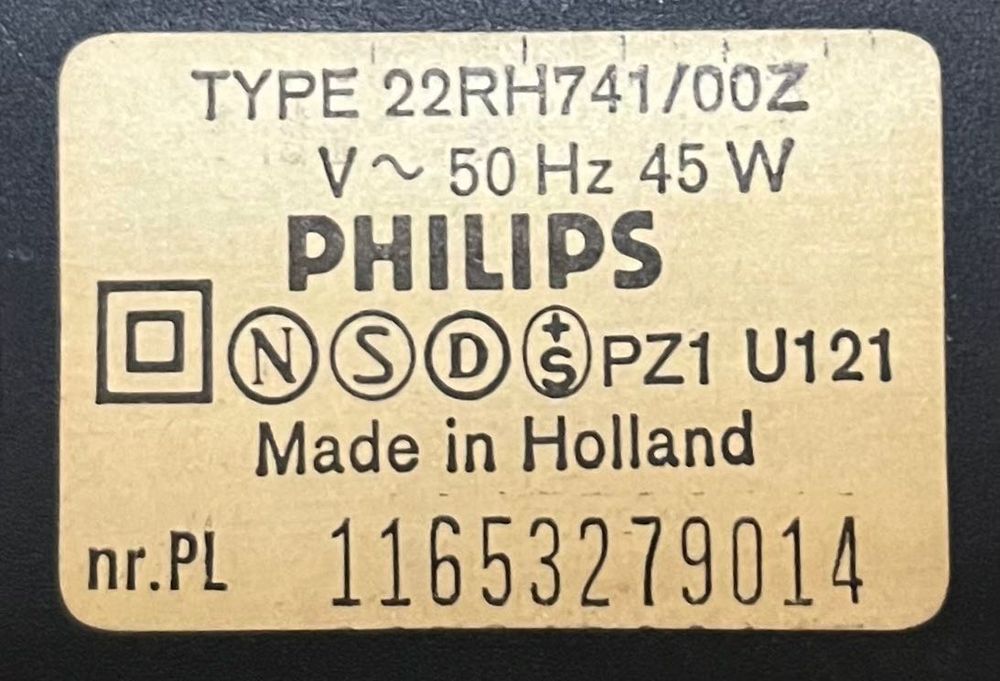 TYPE 22RH741/00Z
V~ 50 Hz 45 W
PHILIPS
N S D +S PZ1 U121
Made in Holland
nr.PL 11653279014